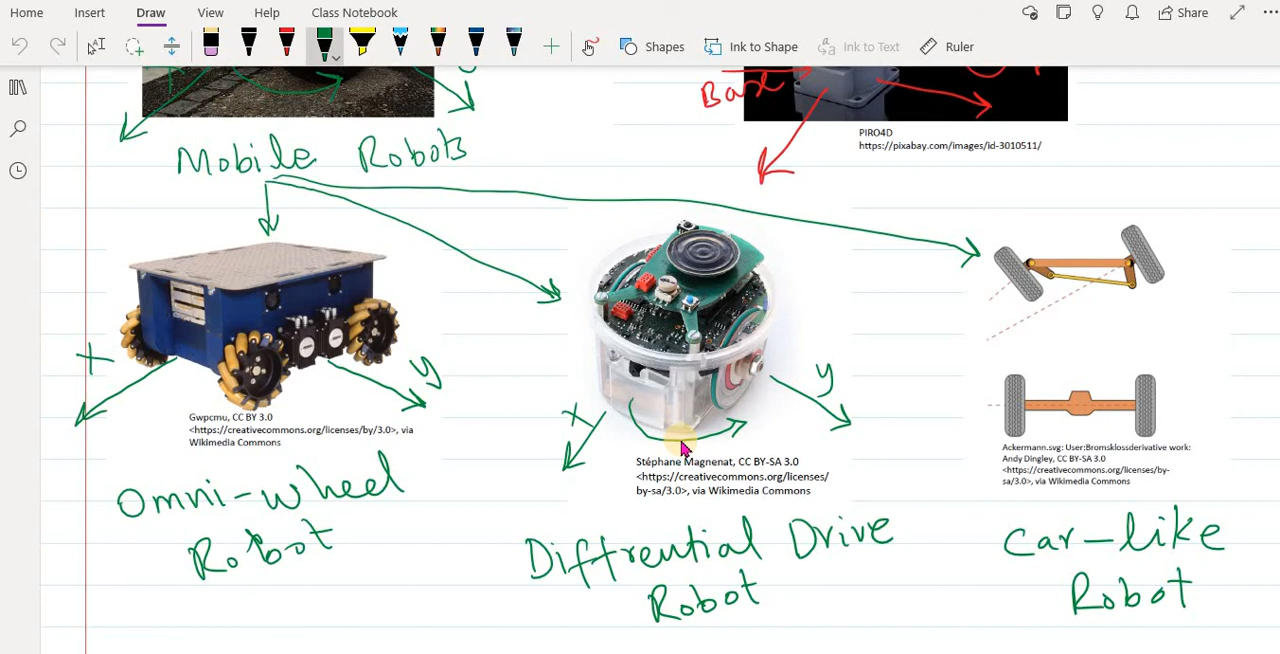 Home Insert Draw View Help Class Notebook Share
Shapes Ink to Shape Ink to Text Ruler
Base
PIRO4D
https://pixabay.com/images/id-3010511/
Mobile Robots
x
y
Gwpcmu, CC BY 3.0
<https://creativecommons.org/licenses/by/3.0>, via
Wikimedia Commons
Omni-wheel
Robot
x
y
Stéphane Magnenat, CC BY-SA 3.0
<https://creativecommons.org/licenses/
by-sa/3.0>, via Wikimedia Commons
Diffrential Drive
Robot
Ackermann.svg: User:Bromsklossderivative work:
Andy Dingley, CC BY-SA 3.0
<https://creativecommons.org/licenses/by-
sa/3.0>, via Wikimedia Commons
Car-like
Robot